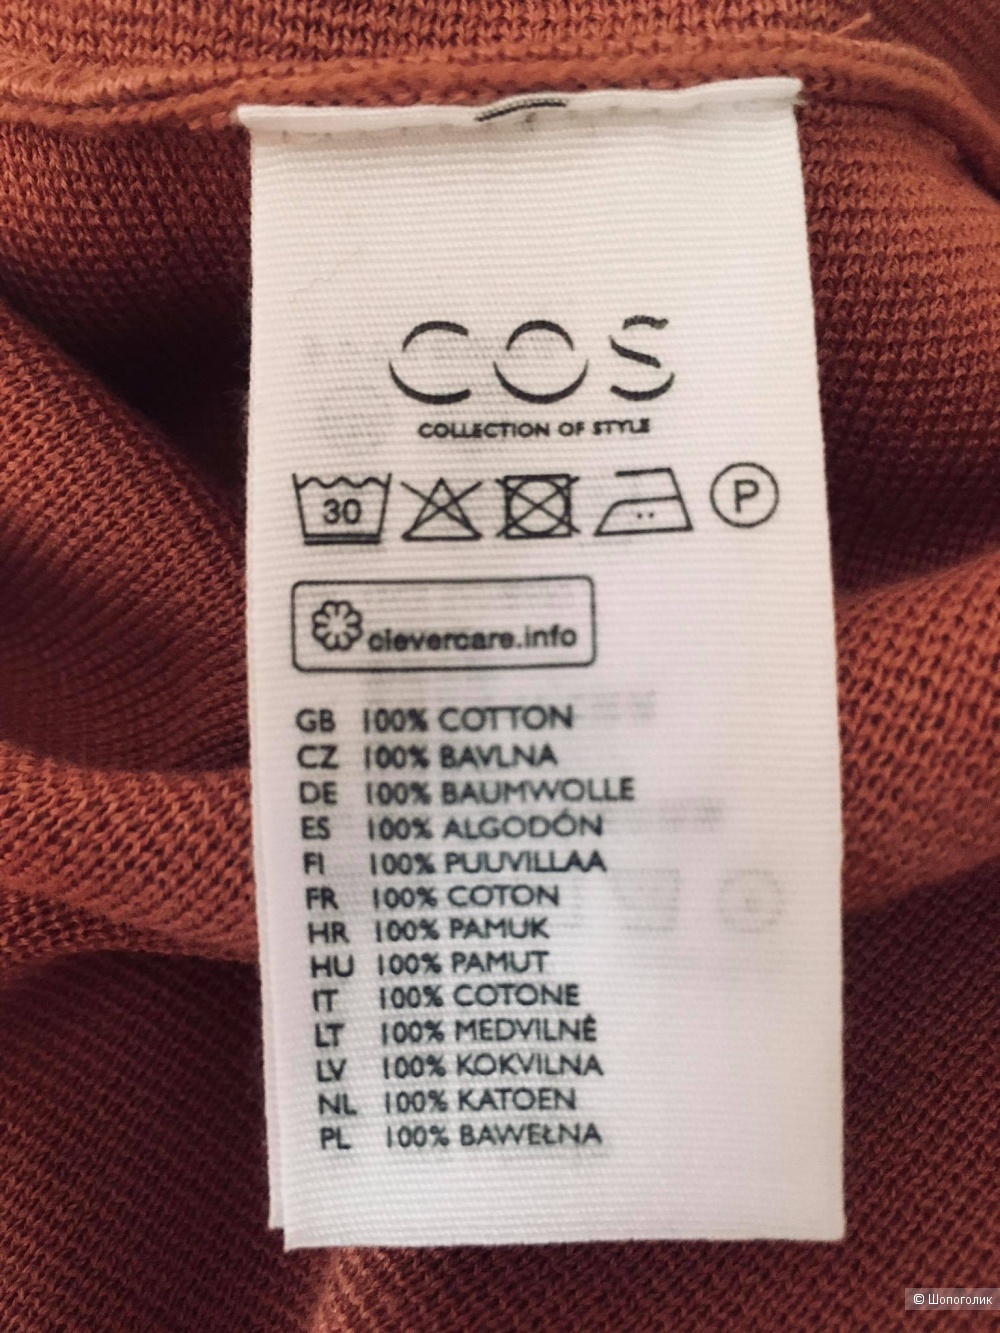 COS
COLLECTION OF STYLE
30 P
clevercare.info
GB 100% COTTON
CZ 100% BAVLNA
DE 100% BAUMWOLLE
ES 100% ALGODÓN
FI 100% PUUVILLAA
FR 100% COTON
HR 100% PAMUK
HU 100% PAMUT
IT 100% COTONE
LT 100% MEDVILNĖ
LV 100% KOKVILNA
NL 100% KATOEN
PL 100% BAWEŁNA
© Шопоголик